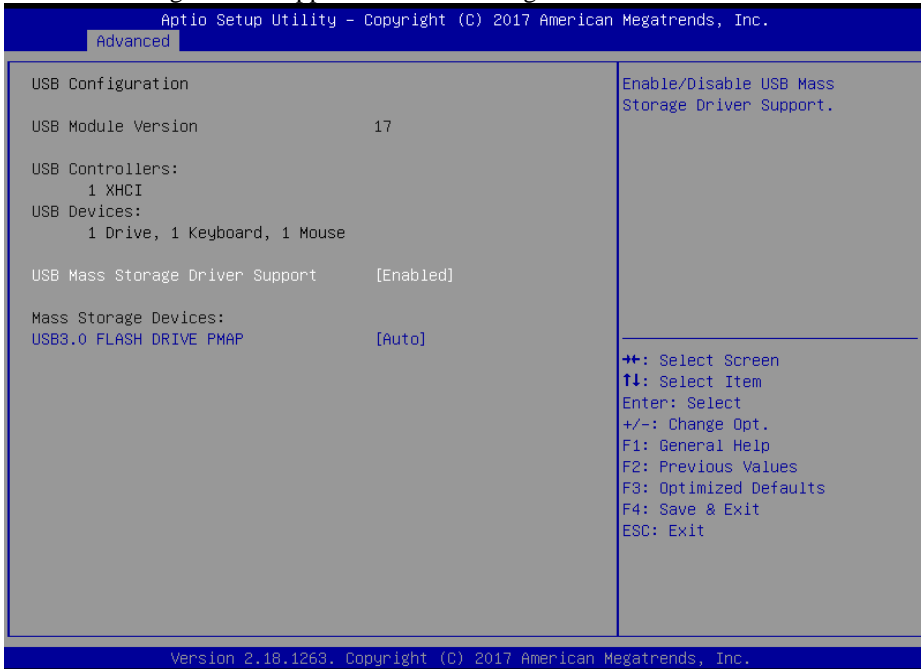 Aptio Setup Utility – Copyright (C) 2017 American Megatrends, Inc.
Advanced
USB Configuration
USB Module Version 17
USB Controllers:
1 XHCI
USB Devices:
1 Drive, 1 Keyboard, 1 Mouse
USB Mass Storage Driver Support [Enabled]
Mass Storage Devices:
USB3.0 FLASH DRIVE PMAP [Auto]
Enable/Disable USB Mass
Storage Driver Support.
→←: Select Screen
↑↓: Select Item
Enter: Select
+/-: Change Opt.
F1: General Help
F2: Previous Values
F3: Optimized Defaults
F4: Save & Exit
ESC: Exit
Version 2.18.1263. Copyright (C) 2017 American Megatrends, Inc.